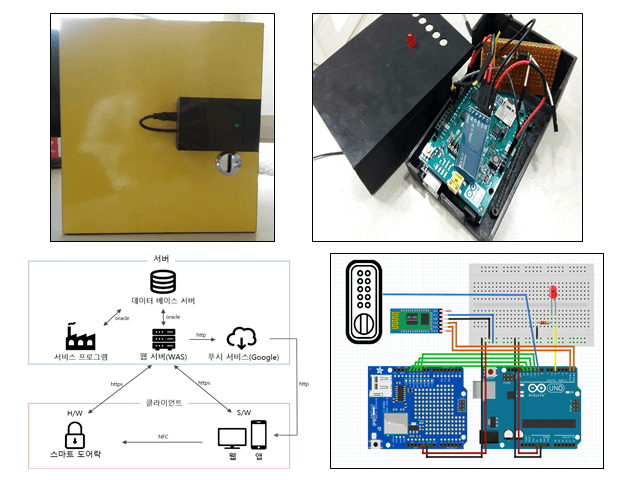 서버
데이터 베이스 서버
oracle
oracle
서비스 프로그램
웹 서버(WAS)
http
푸시 서비스(Google)
https
https
http
클라이언트
H/W
S/W
스마트 도어락
NFC
웹
앱
UNO